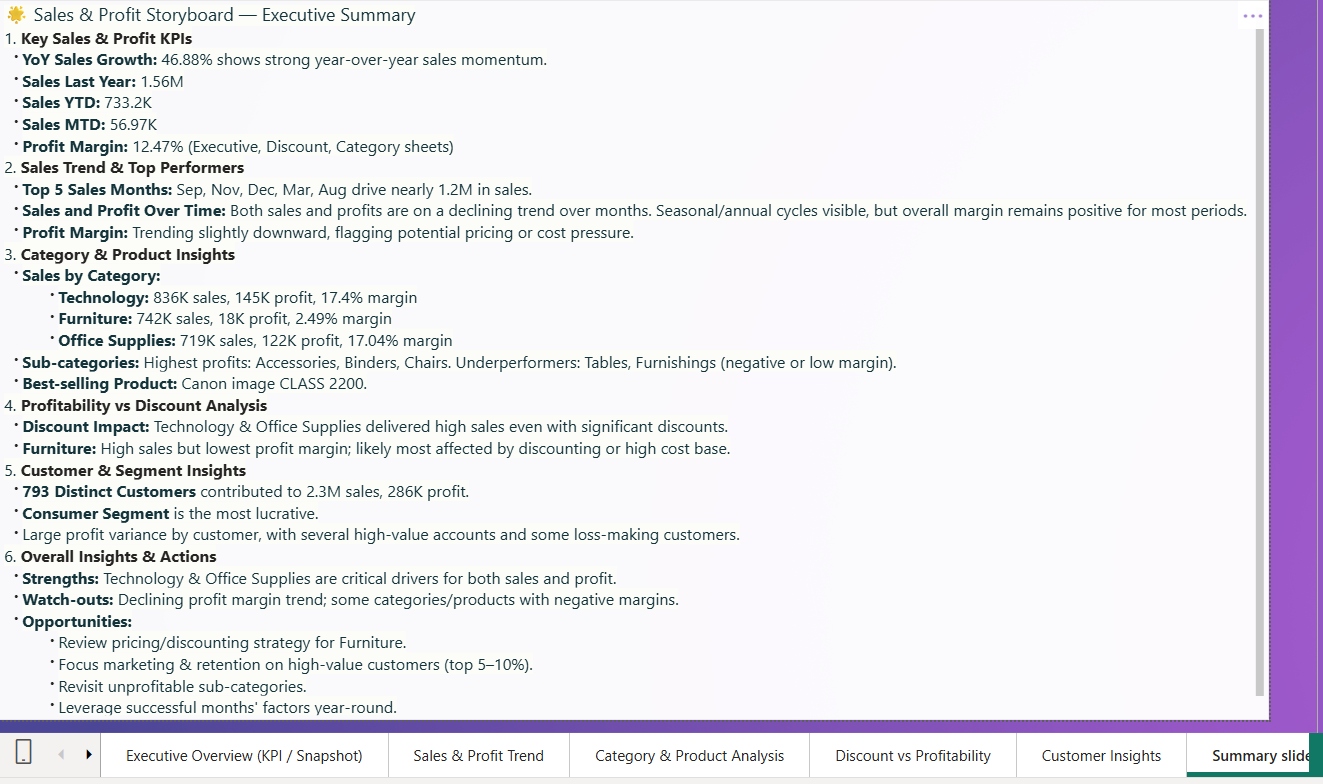 🌟 Sales & Profit Storyboard — Executive Summary
1. Key Sales & Profit KPIs
• YoY Sales Growth: 46.88% shows strong year-over-year sales momentum.
• Sales Last Year: 1.56M
• Sales YTD: 733.2K
• Sales MTD: 56.97K
• Profit Margin: 12.47% (Executive, Discount, Category sheets)
2. Sales Trend & Top Performers
• Top 5 Sales Months: Sep, Nov, Dec, Mar, Aug drive nearly 1.2M in sales.
• Sales and Profit Over Time: Both sales and profits are on a declining trend over months. Seasonal/annual cycles visible, but overall margin remains positive for most periods.
• Profit Margin: Trending slightly downward, flagging potential pricing or cost pressure.
3. Category & Product Insights
• Sales by Category:
• Technology: 836K sales, 145K profit, 17.4% margin
• Furniture: 742K sales, 18K profit, 2.49% margin
• Office Supplies: 719K sales, 122K profit, 17.04% margin
• Sub-categories: Highest profits: Accessories, Binders, Chairs. Underperformers: Tables, Furnishings (negative or low margin).
• Best-selling Product: Canon image CLASS 2200.
4. Profitability vs Discount Analysis
• Discount Impact: Technology & Office Supplies delivered high sales even with significant discounts.
• Furniture: High sales but lowest profit margin; likely most affected by discounting or high cost base.
5. Customer & Segment Insights
• 793 Distinct Customers contributed to 2.3M sales, 286K profit.
• Consumer Segment is the most lucrative.
• Large profit variance by customer, with several high-value accounts and some loss-making customers.
6. Overall Insights & Actions
• Strengths: Technology & Office Supplies are critical drivers for both sales and profit.
• Watch-outs: Declining profit margin trend; some categories/products with negative margins.
• Opportunities:
• Review pricing/discounting strategy for Furniture.
• Focus marketing & retention on high-value customers (top 5–10%).
• Revisit unprofitable sub-categories.
• Leverage successful months' factors year-round.
Executive Overview (KPI / Snapshot) Sales & Profit Trend Category & Product Analysis Discount vs Profitability Customer Insights Summary slide